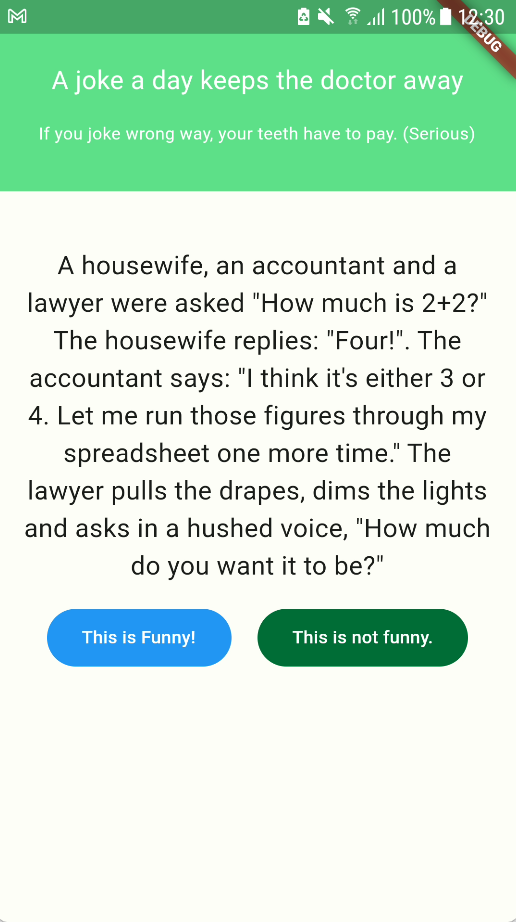 100% 12:30
DEBUG
A joke a day keeps the doctor away
If you joke wrong way, your teeth have to pay. (Serious)
A housewife, an accountant and a
lawyer were asked "How much is 2+2?"
The housewife replies: "Four!". The
accountant says: "I think it's either 3 or
4. Let me run those figures through my
spreadsheet one more time." The
lawyer pulls the drapes, dims the lights
and asks in a hushed voice, "How much
do you want it to be?"
This is Funny!
This is not funny.